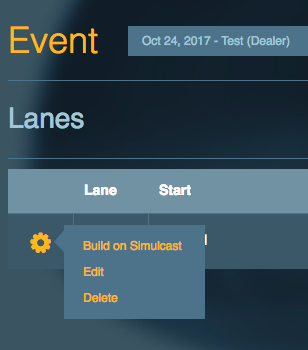 Event
Oct 24, 2017 - Test (Dealer)
Lanes
Lane Start
Build on Simulcast
Edit
Delete